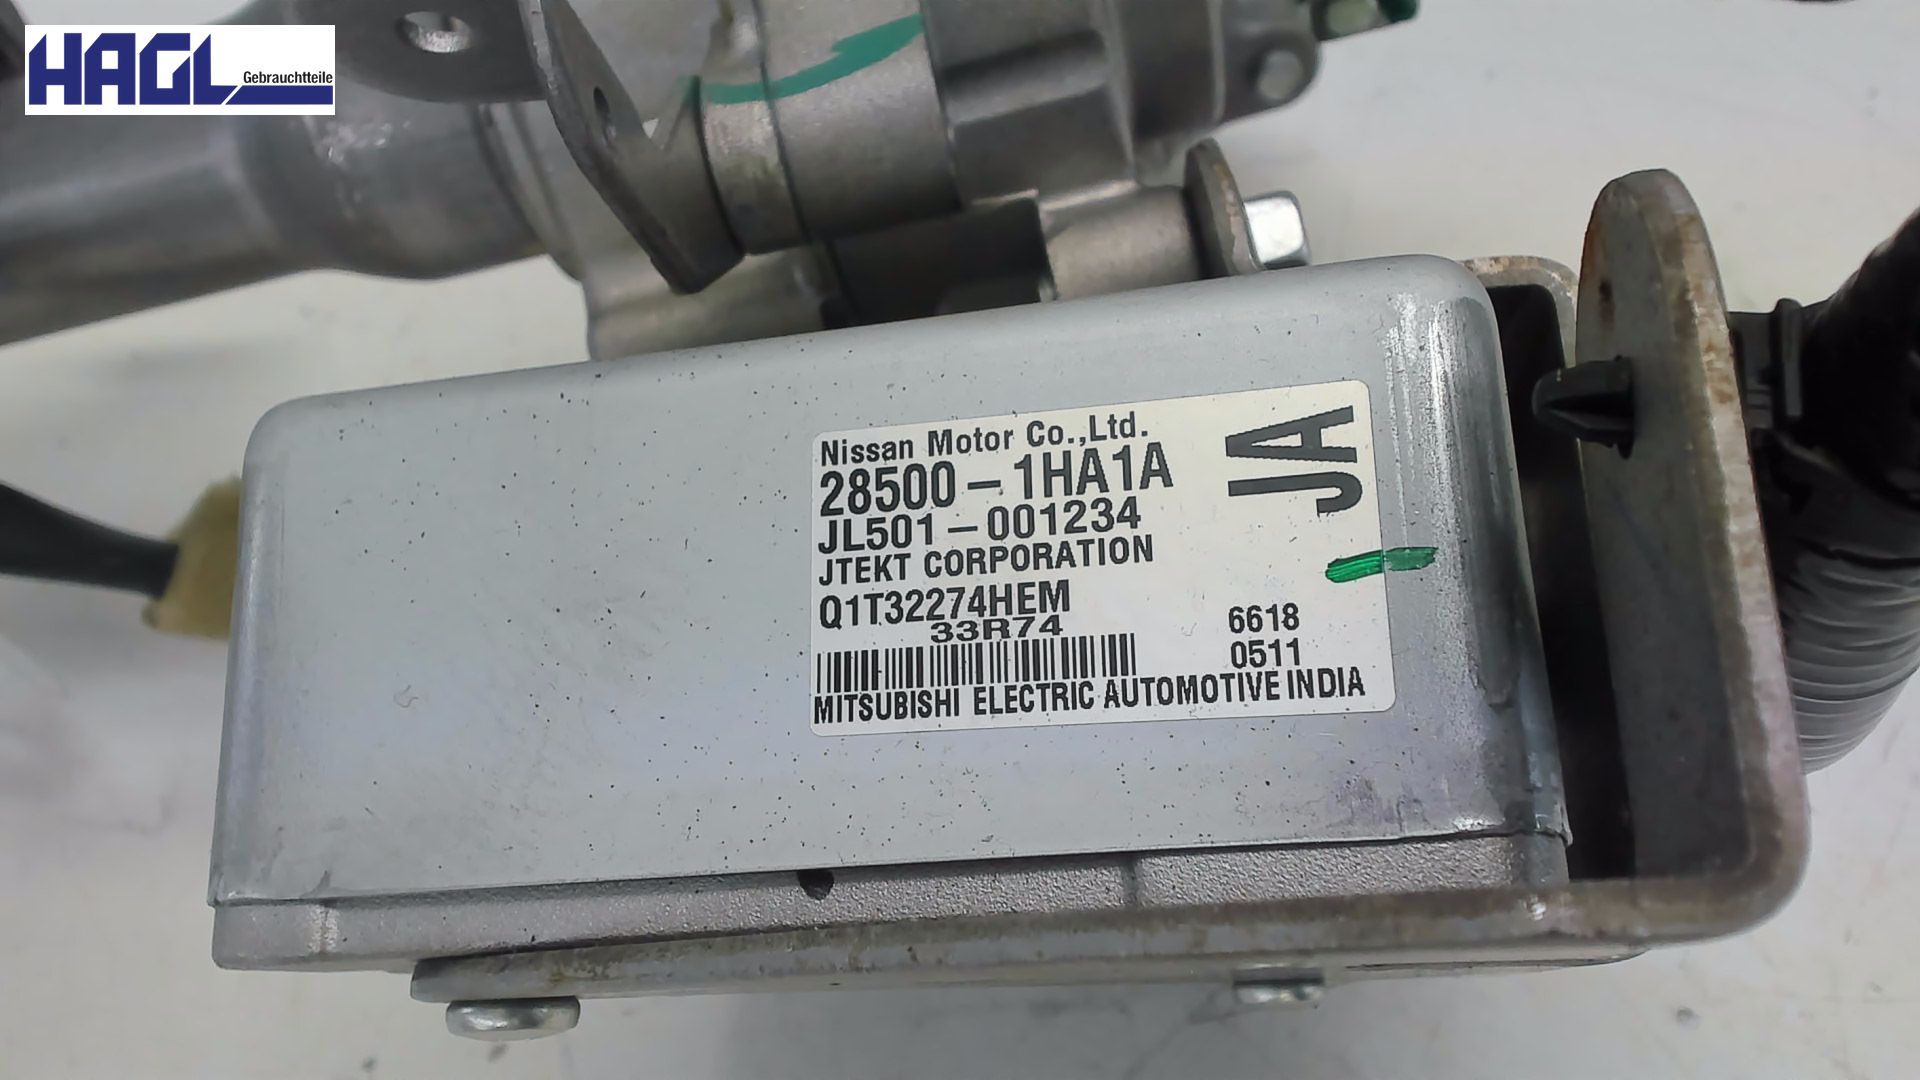 HAGL
Gebrauchtteile
Nissan Motor Co.,Ltd.
28500-1HA1A
JL501-001234
JTEKT CORPORATION
Q1T32274HEM
33R74
6618
0511
MITSUBISHI ELECTRIC AUTOMOTIVE INDIA
JA